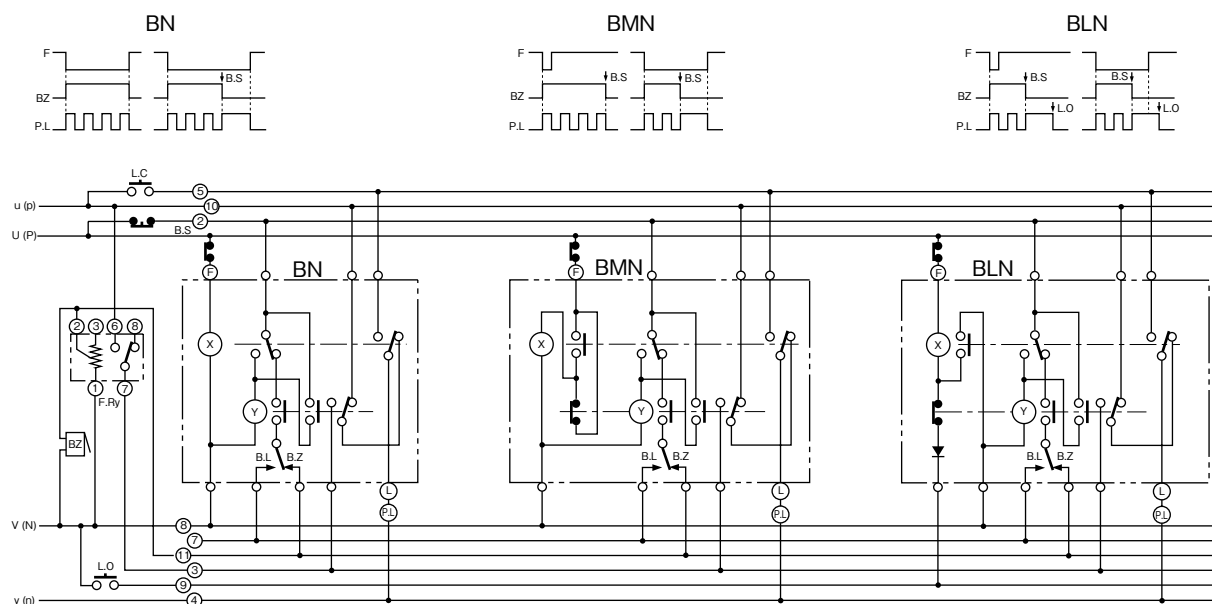 BN BMN BLN
F F F
B.S B.S B.S B.S B.S
BZ BZ BZ
L.O L.O
P.L P.L P.L
L.C
5
u (p) 10
2
U (P) B.S
F BN F BMN F BLN
2 3 6 8
X X X
1 7
F.Ry
Y Y Y
BZ
B.L B.Z B.L B.Z B.L B.Z
L L L
P.L P.L P.L
V (N) 8
7
11
L.O 3
9
v (n) 4